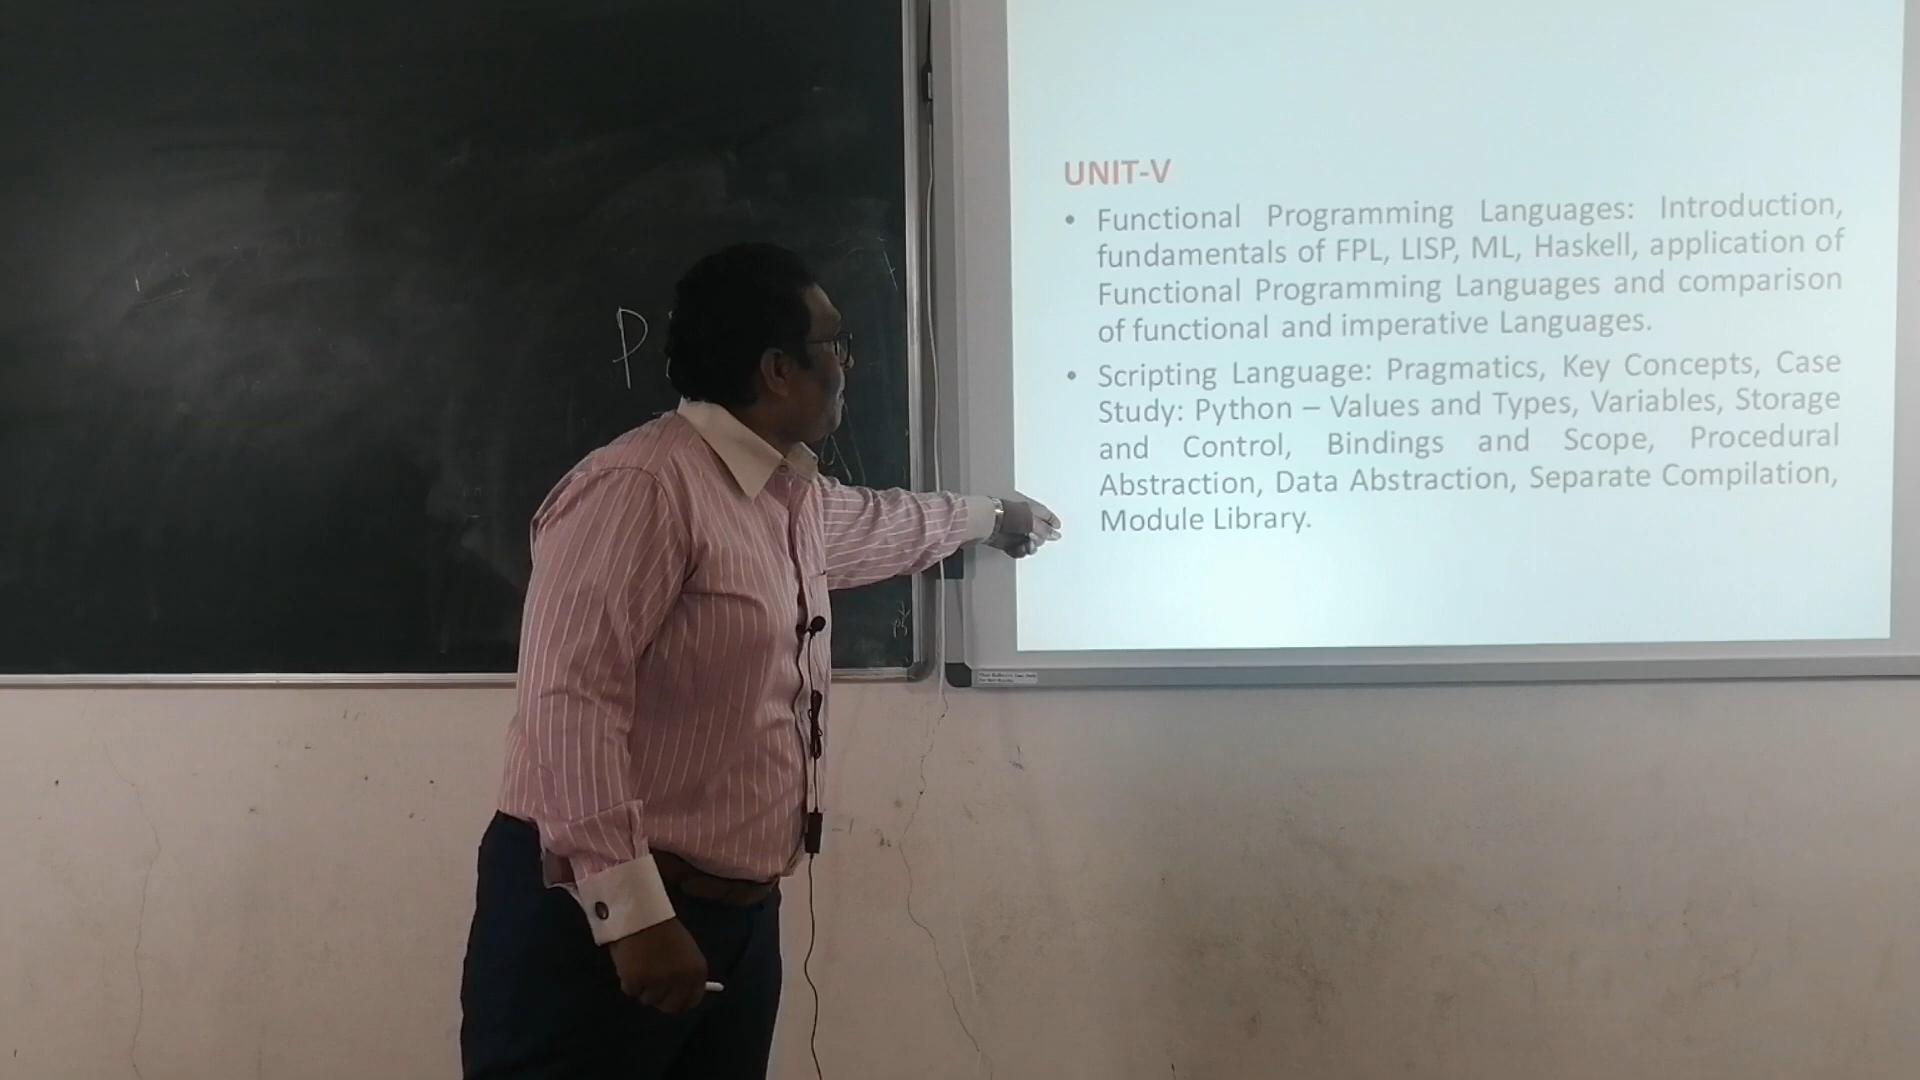 UNIT-V
• Functional Programming Languages: Introduction,
fundamentals of FPL, LISP, ML, Haskell, application of
Functional Programming Languages and comparison
of functional and imperative Languages.
• Scripting Language: Pragmatics, Key Concepts, Case
Study: Python – Values and Types, Variables, Storage
and Control, Bindings and Scope, Procedural
Abstraction, Data Abstraction, Separate Compilation,
Module Library.
P